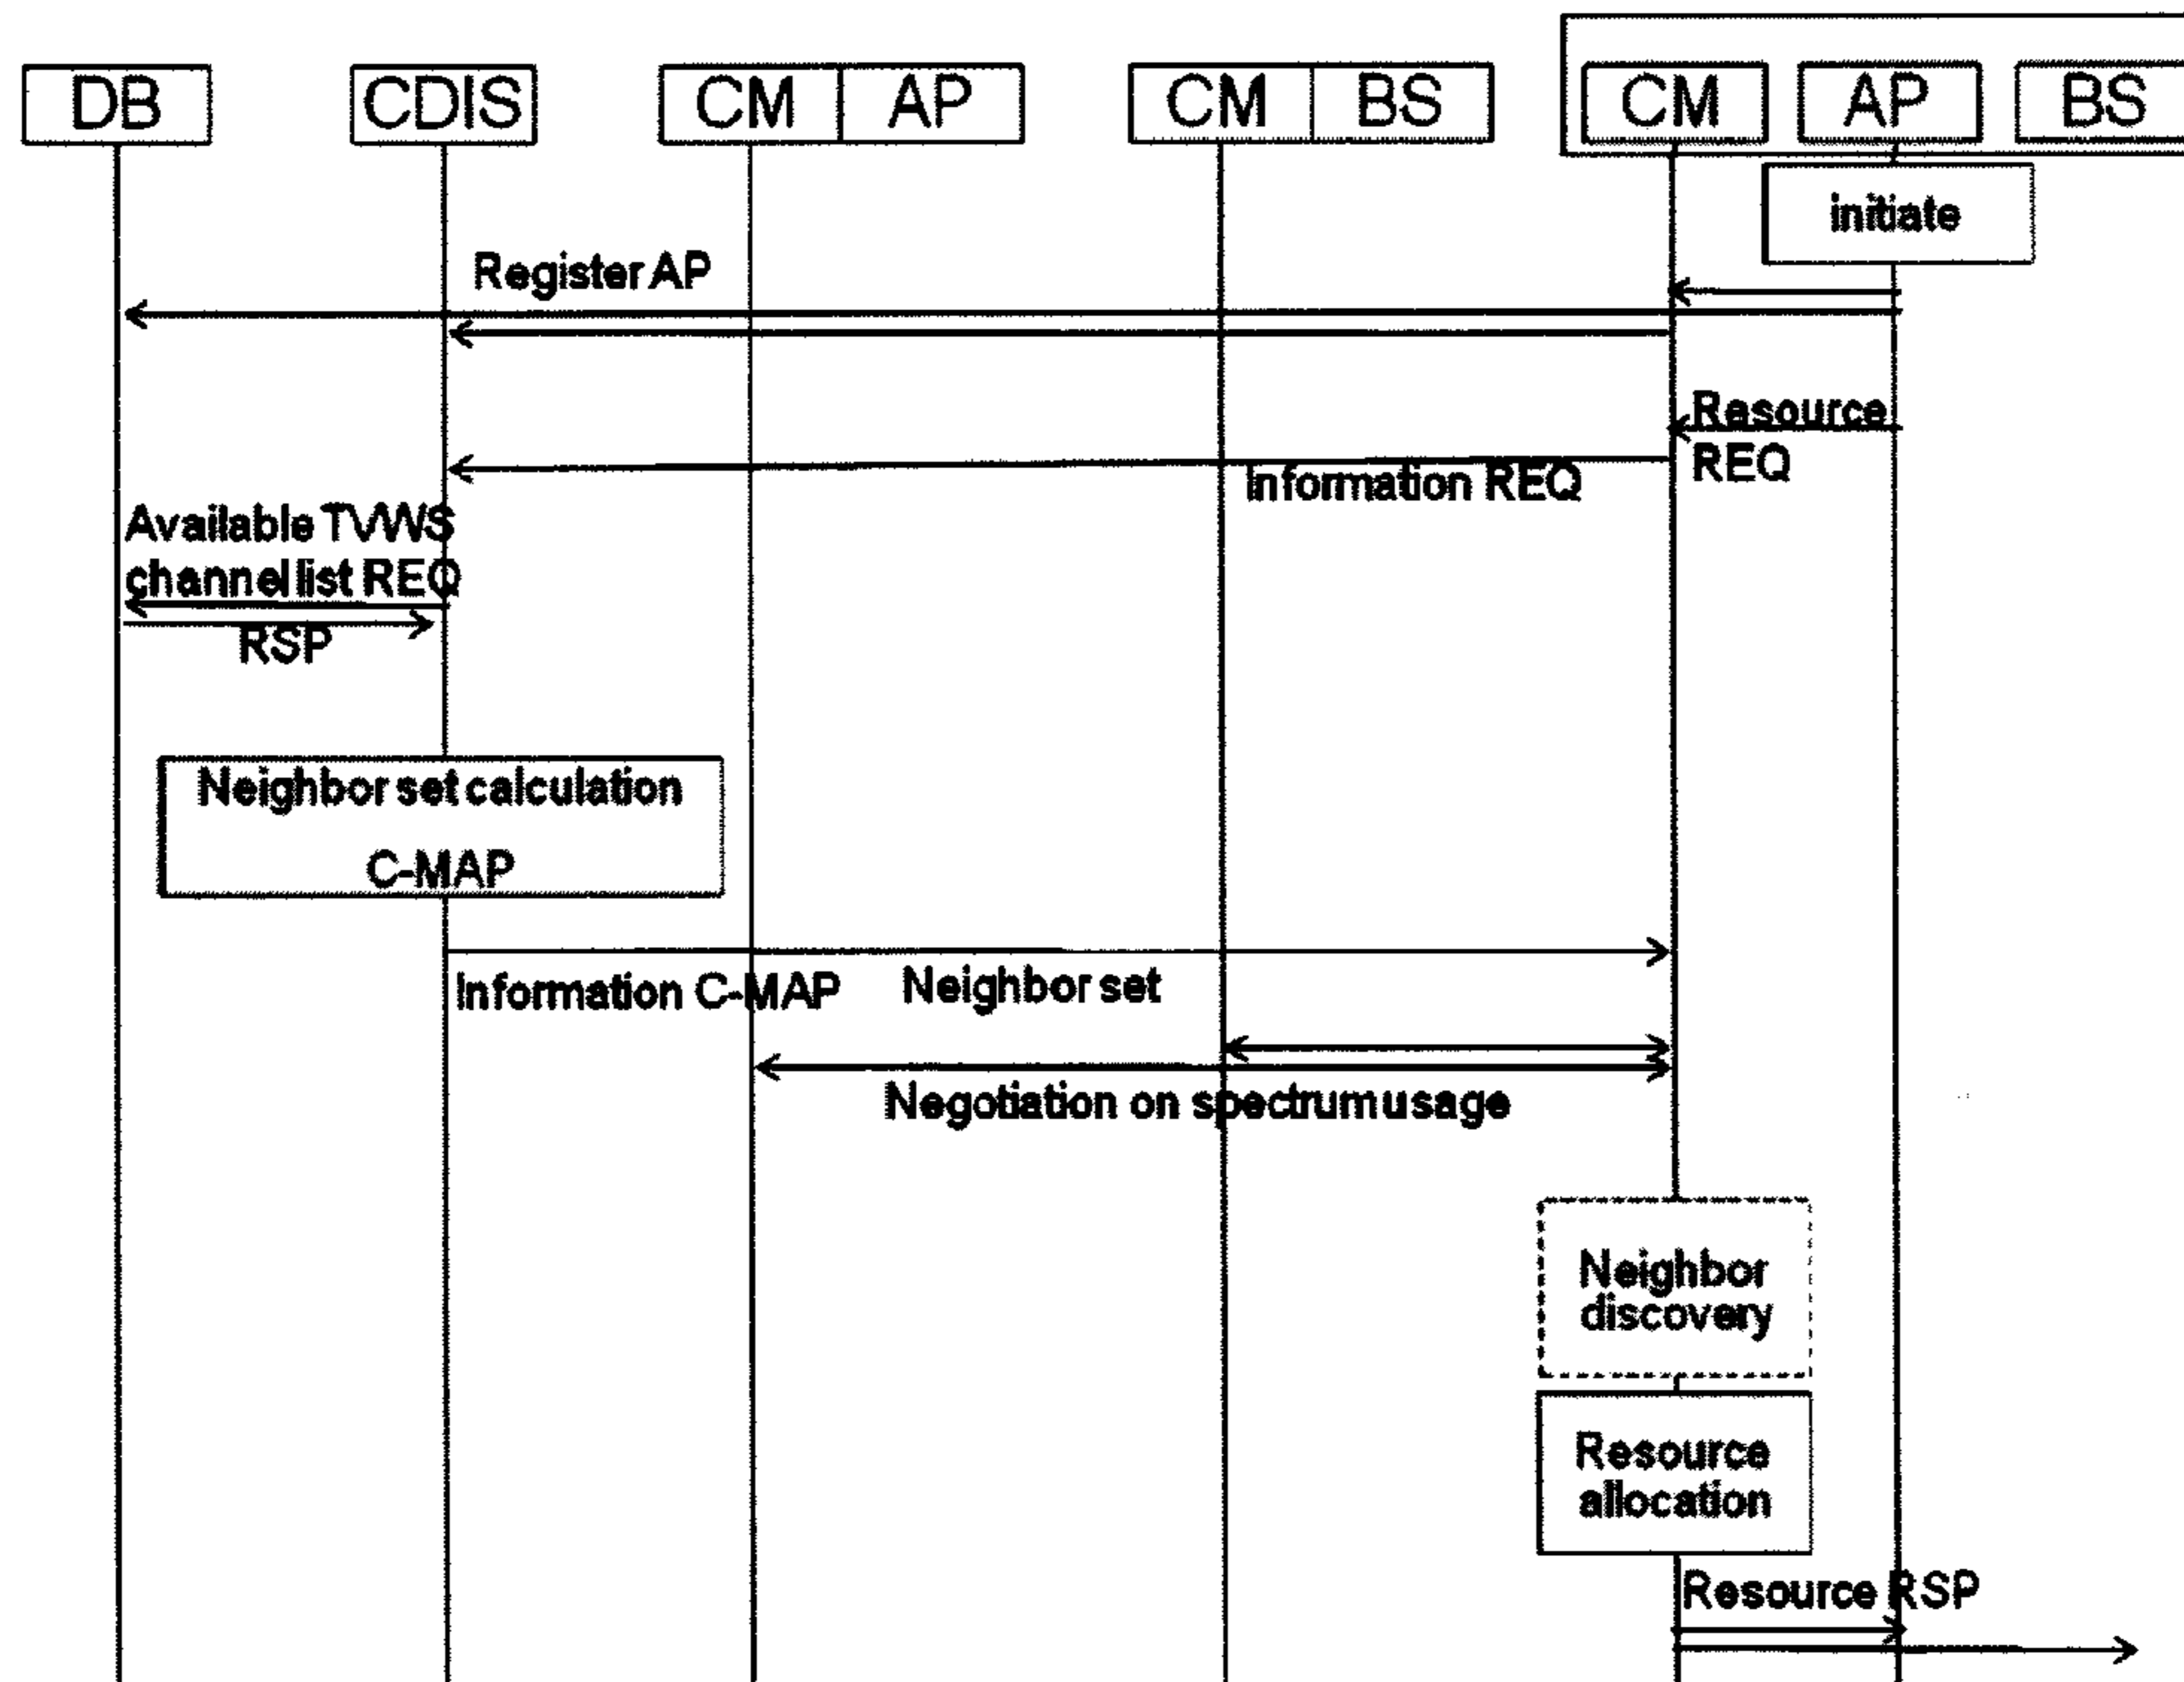 DB CDIS CM AP CM BS CM AP BS
initiate
Register AP
Resource
REQ
Information REQ
Available TVWS
channel list REQ
RSP
Neighbor set calculation
C-MAP
Information C-MAP Neighbor set
Negotiation on spectrum usage
Neighbor
discovery
Resource
allocation
Resource RSP